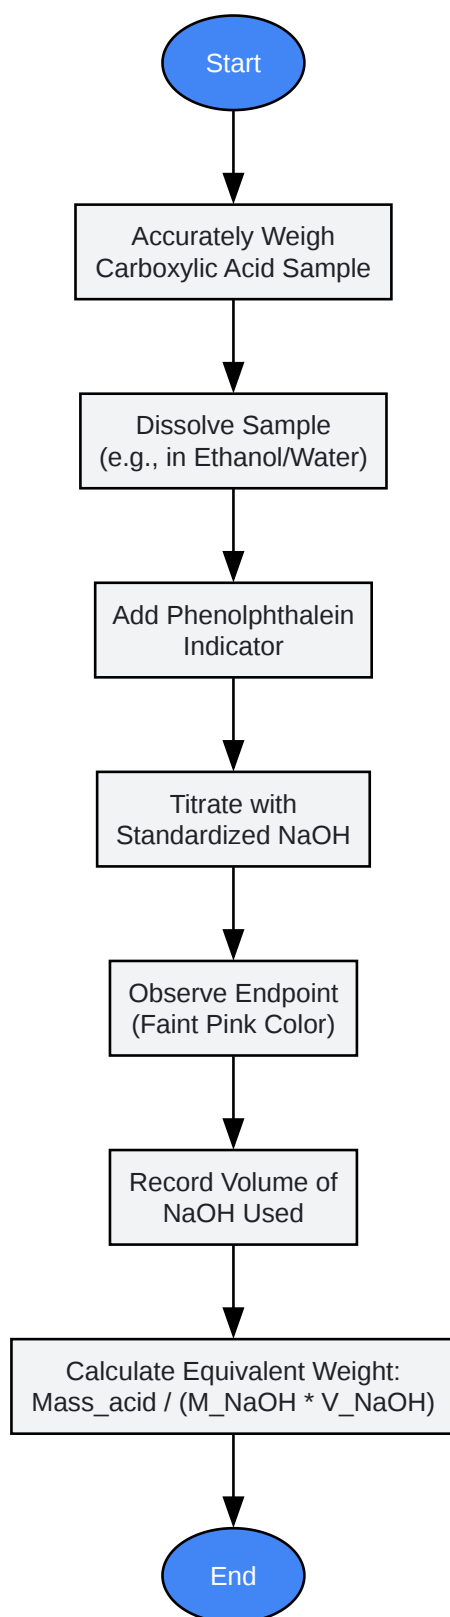 Start
Accurately Weigh
Carboxylic Acid Sample
Dissolve Sample
(e.g., in Ethanol/Water)
Add Phenolphthalein
Indicator
Titrate with
Standardized NaOH
Observe Endpoint
(Faint Pink Color)
Record Volume of
NaOH Used
Calculate Equivalent Weight:
Mass_acid / (M_NaOH * V_NaOH)
End